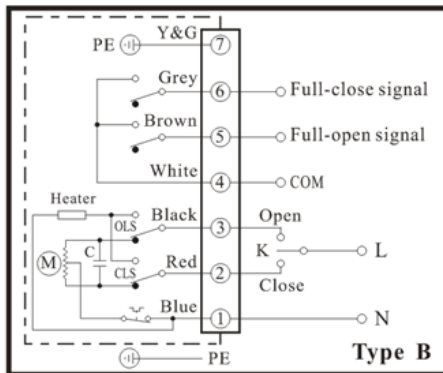 PE Y&G 7
Grey 6 Full-close signal
Brown 5 Full-open signal
White 4 COM
Heater
OLS Black 3 Open
K L
M C
CLS Red 2 Close
Blue 1 N
PE
Type B